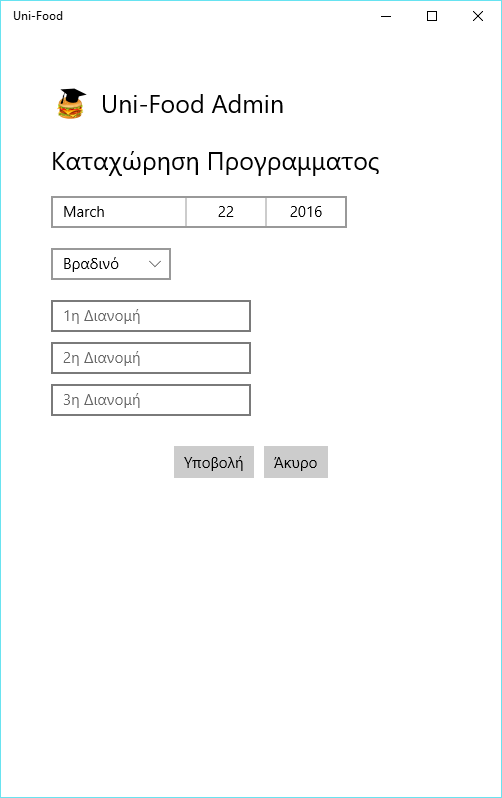 Uni-Food
Uni-Food Admin
Καταχώρηση Προγραμματος
March 22 2016
Βραδινό
1η Διανομή
2η Διανομή
3η Διανομή
Υποβολή Άκυρο